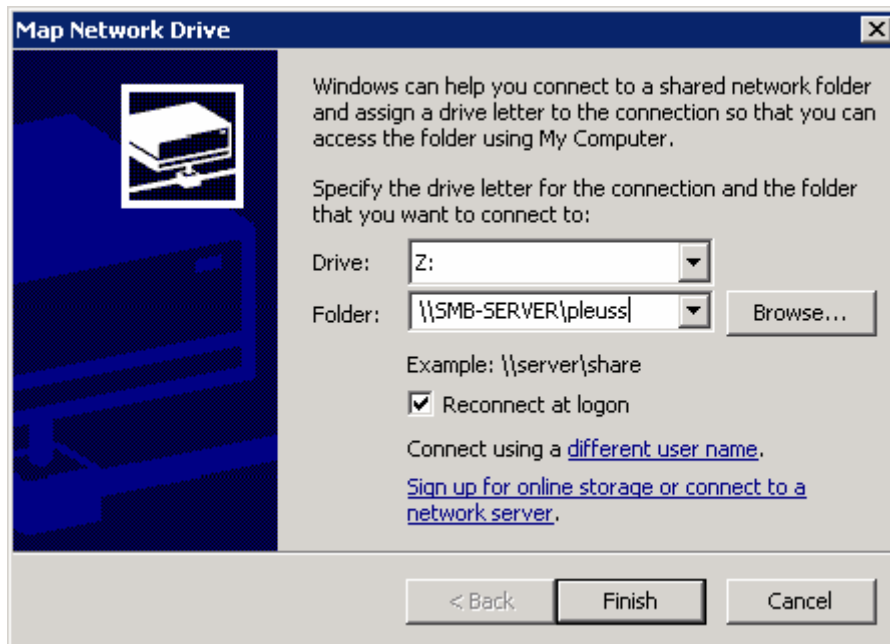 Map Network Drive
Windows can help you connect to a shared network folder
and assign a drive letter to the connection so that you can
access the folder using My Computer.
Specify the drive letter for the connection and the folder
that you want to connect to:
Drive: Z:
Folder: \\SMB-SERVER\pleuss Browse...
Example: \\server\share
Reconnect at logon
Connect using a different user name.
Sign up for online storage or connect to a
network server.
< Back Finish Cancel